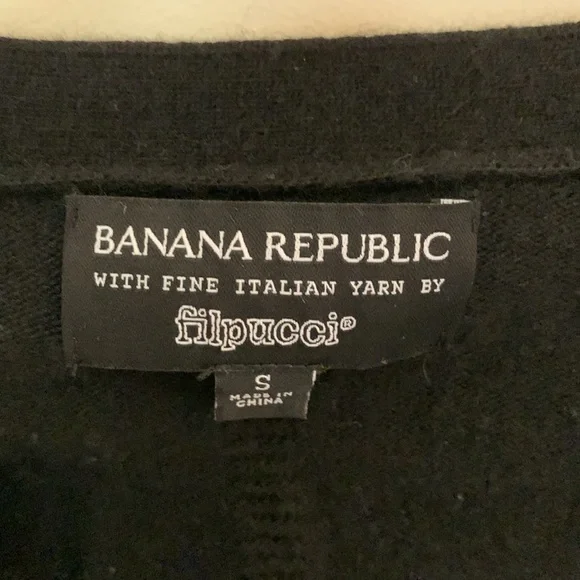 BANANA REPUBLIC
WITH FINE ITALIAN YARN BY
filpucci®
S
MADE IN
CHINA